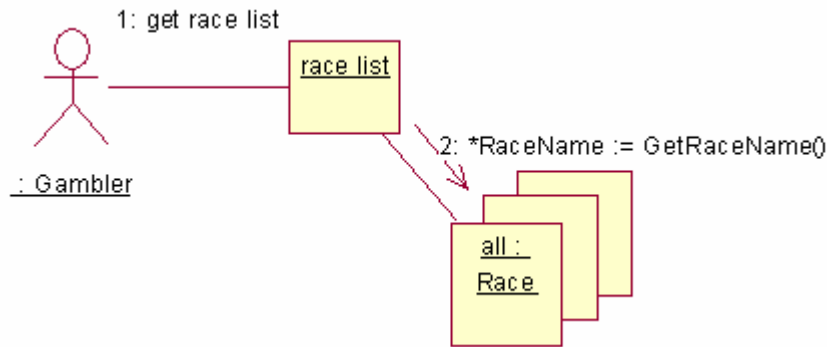 1: get race list
race list
2: *RaceName := GetRaceName()
: Gambler
all :
Race